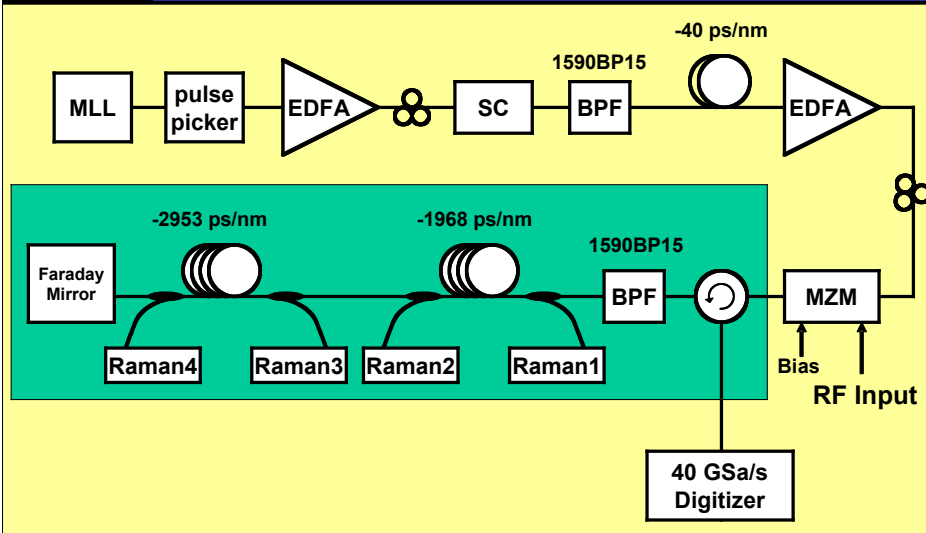 -40 ps/nm
1590BP15
MLL
pulse
picker
EDFA
SC
BPF
EDFA
-2953 ps/nm
-1968 ps/nm
1590BP15
Faraday
Mirror
BPF
MZM
Raman4
Raman3
Raman2
Raman1
Bias
RF Input
40 GSa/s
Digitizer